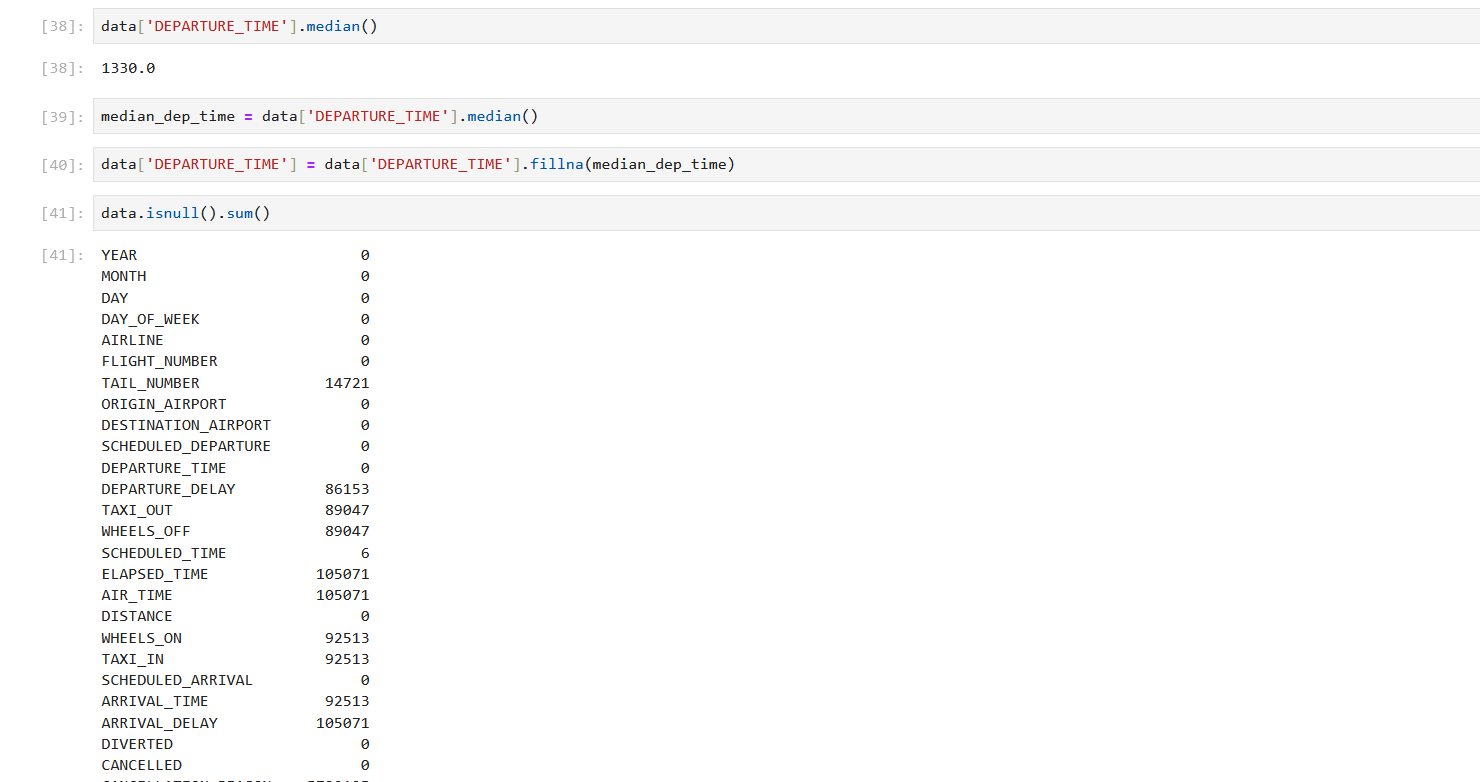 [38]: data['DEPARTURE_TIME'].median()
[38]: 1330.0
[39]: median_dep_time = data['DEPARTURE_TIME'].median()
[40]: data['DEPARTURE_TIME'] = data['DEPARTURE_TIME'].fillna(median_dep_time)
[41]: data.isnull().sum()
[41]: YEAR 0
MONTH 0
DAY 0
DAY_OF_WEEK 0
AIRLINE 0
FLIGHT_NUMBER 0
TAIL_NUMBER 14721
ORIGIN_AIRPORT 0
DESTINATION_AIRPORT 0
SCHEDULED_DEPARTURE 0
DEPARTURE_TIME 0
DEPARTURE_DELAY 86153
TAXI_OUT 89047
WHEELS_OFF 89047
SCHEDULED_TIME 6
ELAPSED_TIME 105071
AIR_TIME 105071
DISTANCE 0
WHEELS_ON 92513
TAXI_IN 92513
SCHEDULED_ARRIVAL 0
ARRIVAL_TIME 92513
ARRIVAL_DELAY 105071
DIVERTED 0
CANCELLED 0